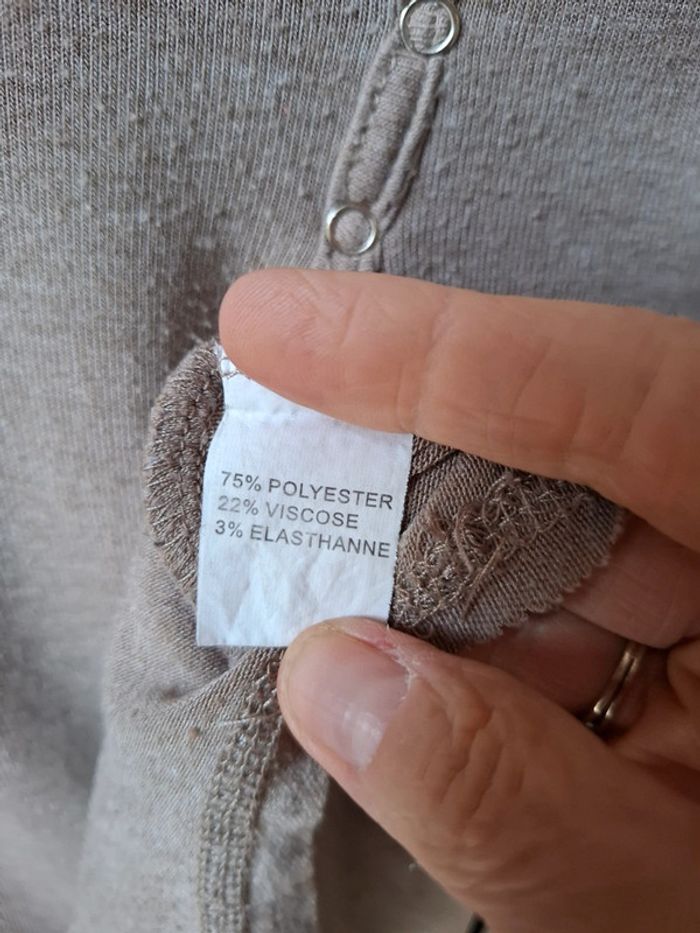 75% POLYESTER
22% VISCOSE
3% ELASTHANNE